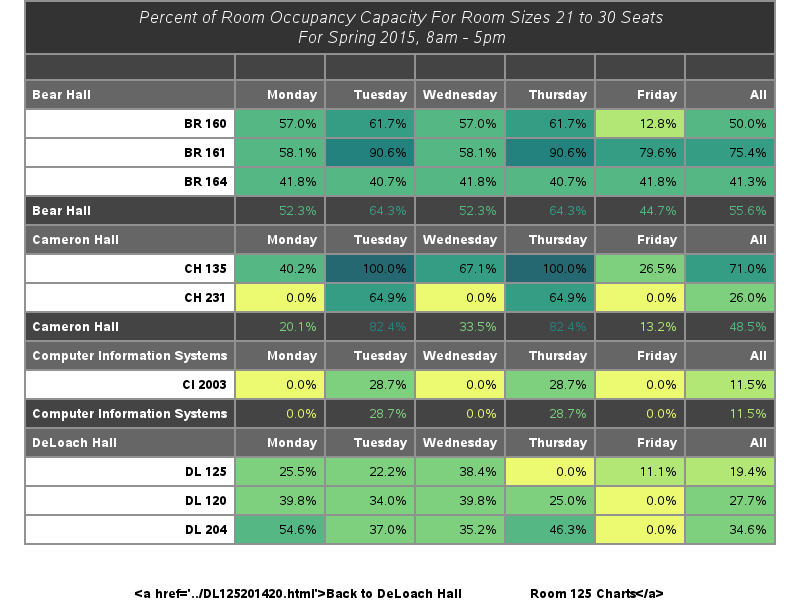 Percent of Room Occupancy Capacity For Room Sizes 21 to 30 Seats
For Spring 2015, 8am - 5pm
Bear Hall Monday Tuesday Wednesday Thursday Friday All
BR 160 57.0% 61.7% 57.0% 61.7% 12.8% 50.0%
BR 161 58.1% 90.6% 58.1% 90.6% 79.6% 75.4%
BR 164 41.8% 40.7% 41.8% 40.7% 41.8% 41.3%
Bear Hall 52.3% 64.3% 52.3% 64.3% 44.7% 55.6%
Cameron Hall Monday Tuesday Wednesday Thursday Friday All
CH 135 40.2% 100.0% 67.1% 100.0% 26.5% 71.0%
CH 231 0.0% 64.9% 0.0% 64.9% 0.0% 26.0%
Cameron Hall 20.1% 82.4% 33.5% 82.4% 13.2% 48.5%
Computer Information Systems Monday Tuesday Wednesday Thursday Friday All
CI 2003 0.0% 28.7% 0.0% 28.7% 0.0% 11.5%
Computer Information Systems 0.0% 28.7% 0.0% 28.7% 0.0% 11.5%
DeLoach Hall Monday Tuesday Wednesday Thursday Friday All
DL 125 25.5% 22.2% 38.4% 0.0% 11.1% 19.4%
DL 120 39.8% 34.0% 39.8% 25.0% 0.0% 27.7%
DL 204 54.6% 37.0% 35.2% 46.3% 0.0% 34.6%
<a href='../DL125201420.html'>Back to DeLoach Hall Room 125 Charts</a>